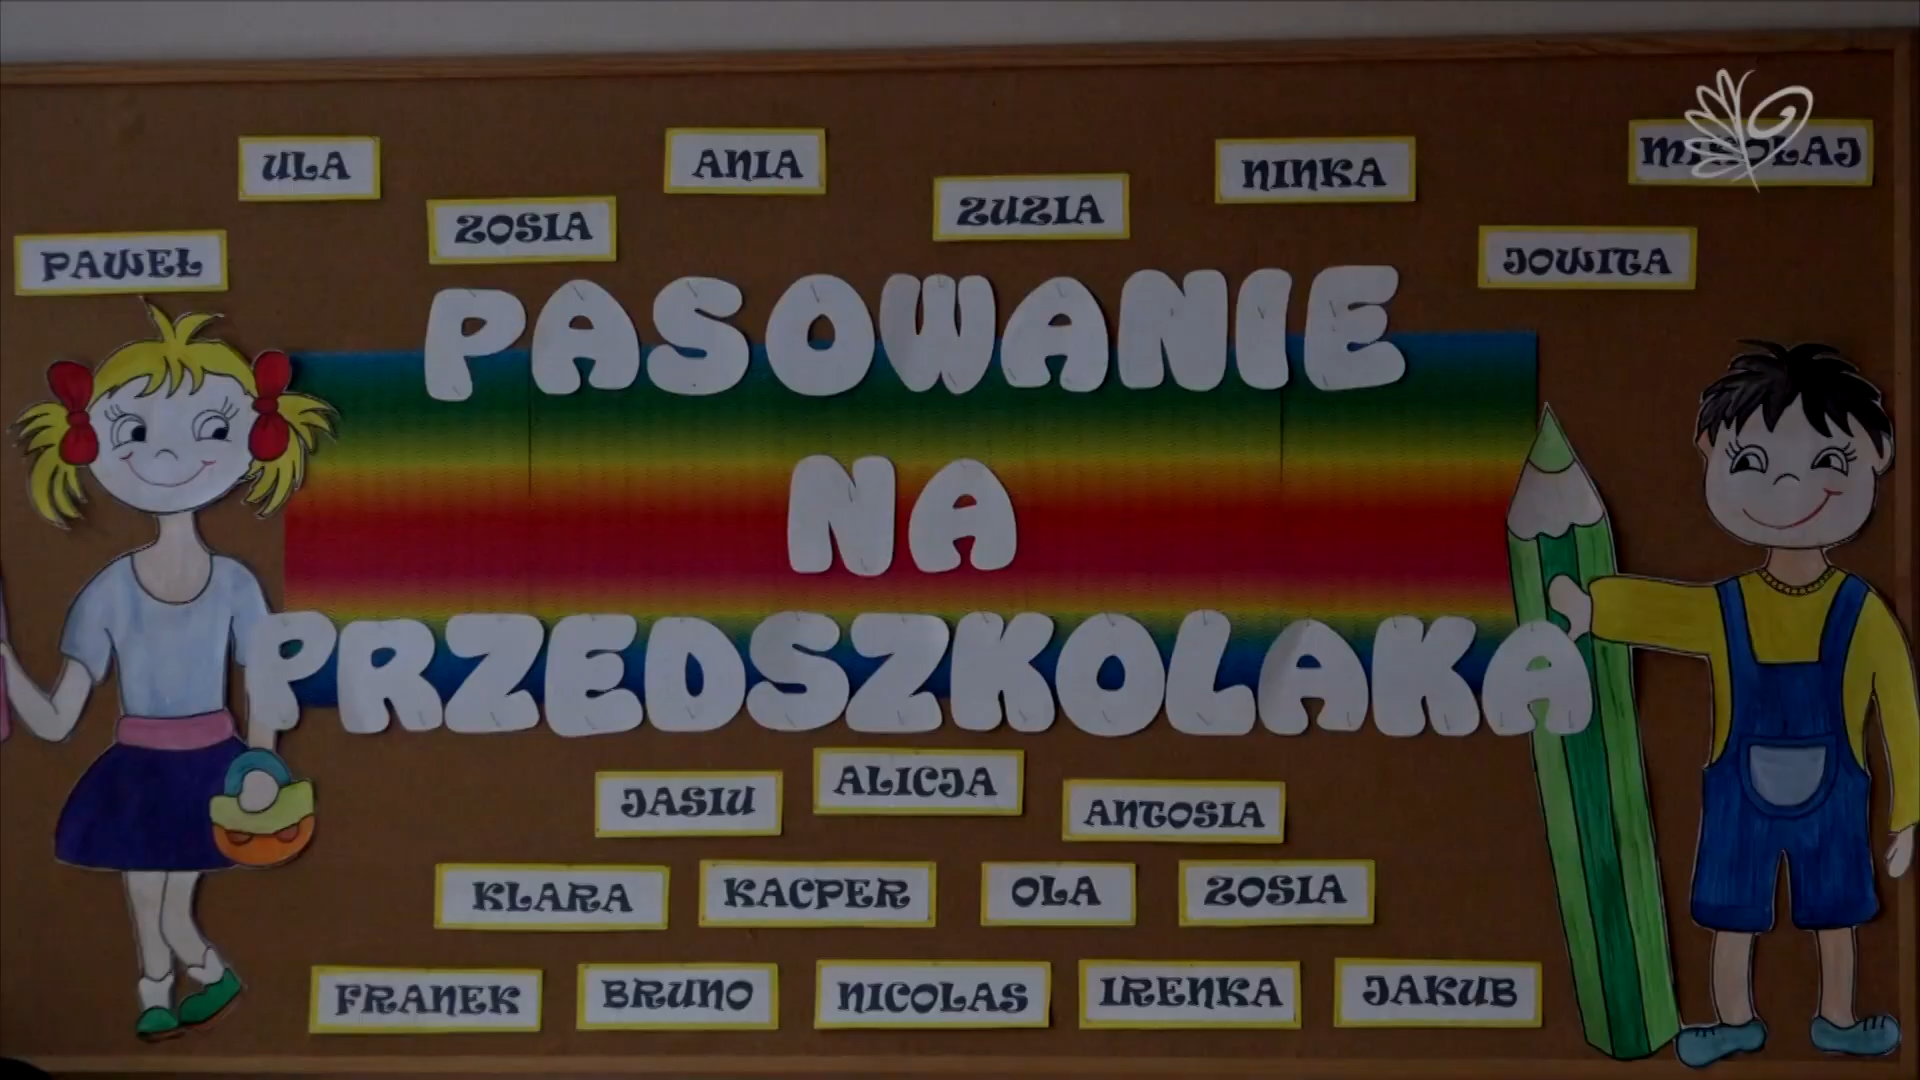 ULA
ANIA
NINKA
ZOSIA
ZUZIA
PAWEŁ
JOWITA
PASOWANIE
NA
PRZEDSZKOLAKA
JASIU
ALICJA
ANTOSIA
KLARA
KACPER
OLA
ZOSIA
FRANEK
BRUNO
NICOLAS
IRENKA
JAKUB